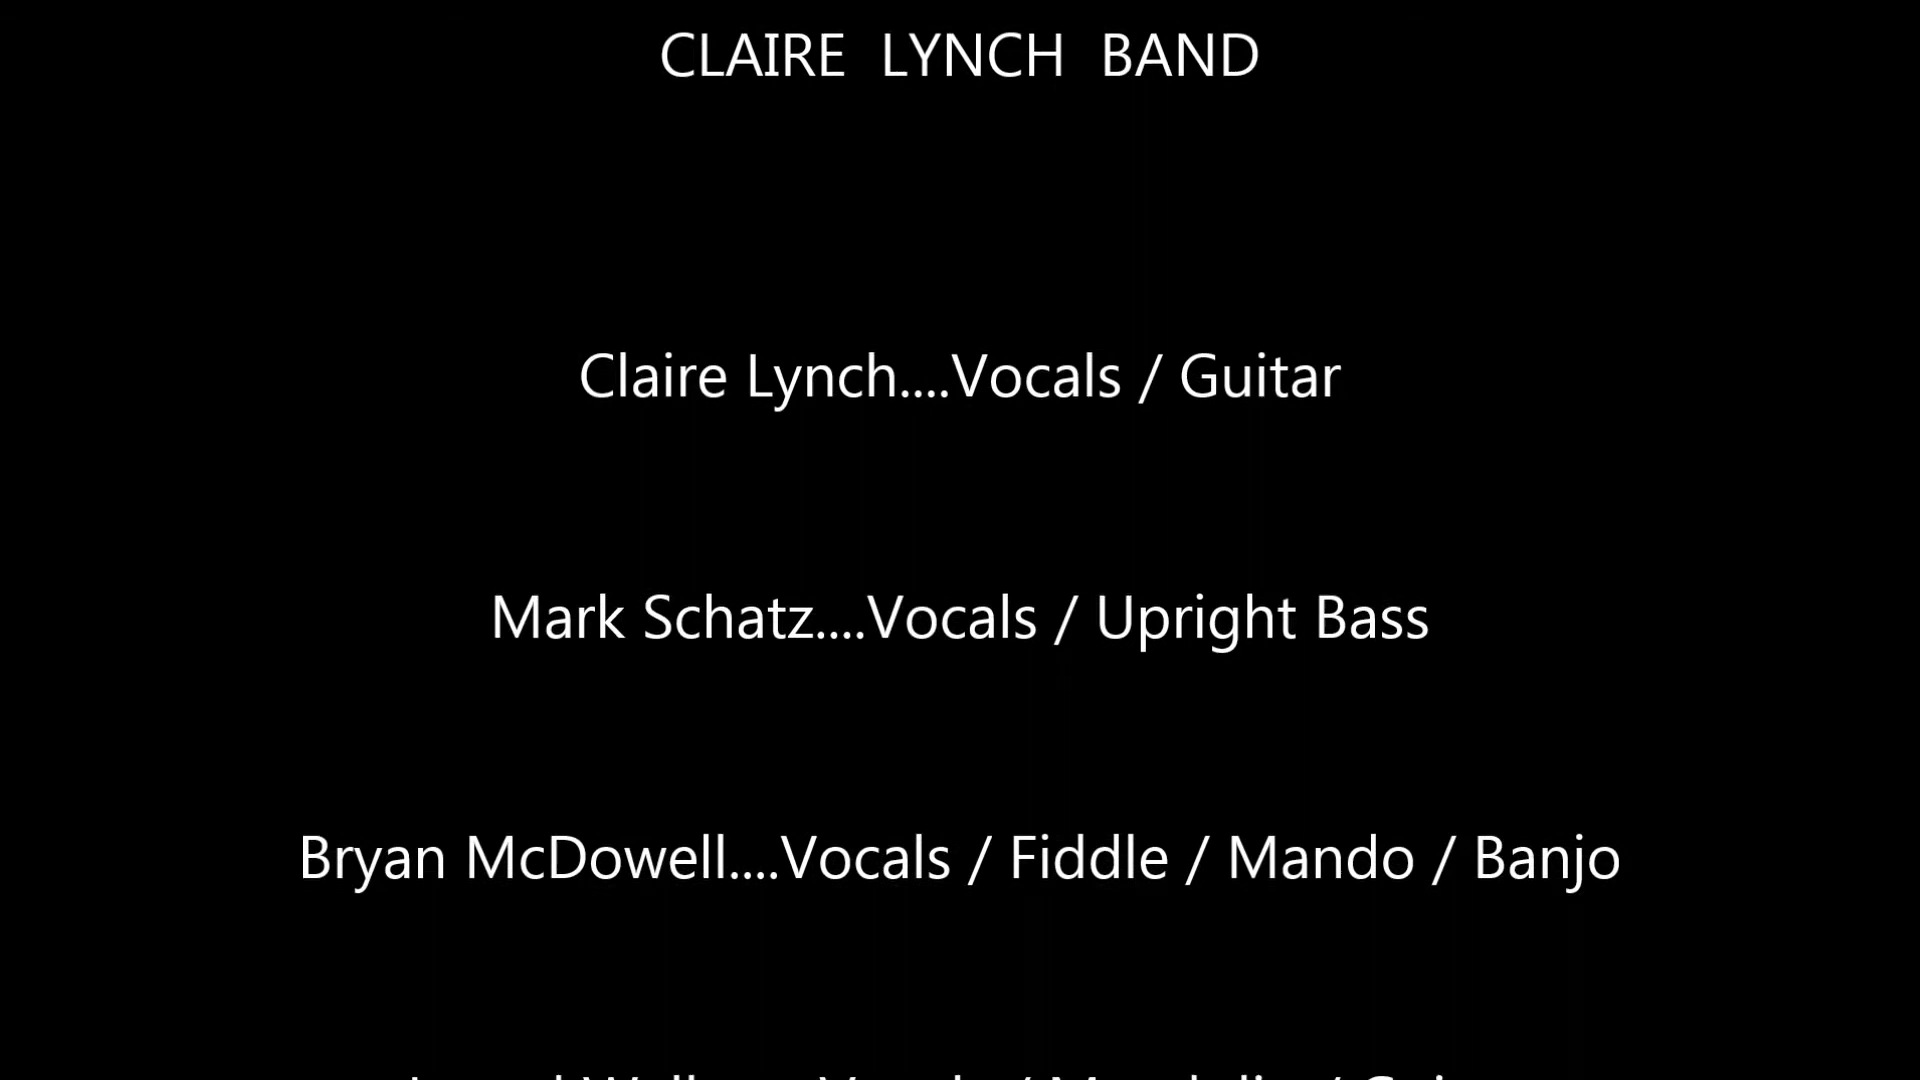 CLAIRE LYNCH BAND
Claire Lynch....Vocals / Guitar
Mark Schatz....Vocals / Upright Bass
Bryan McDowell....Vocals / Fiddle / Mando / Banjo